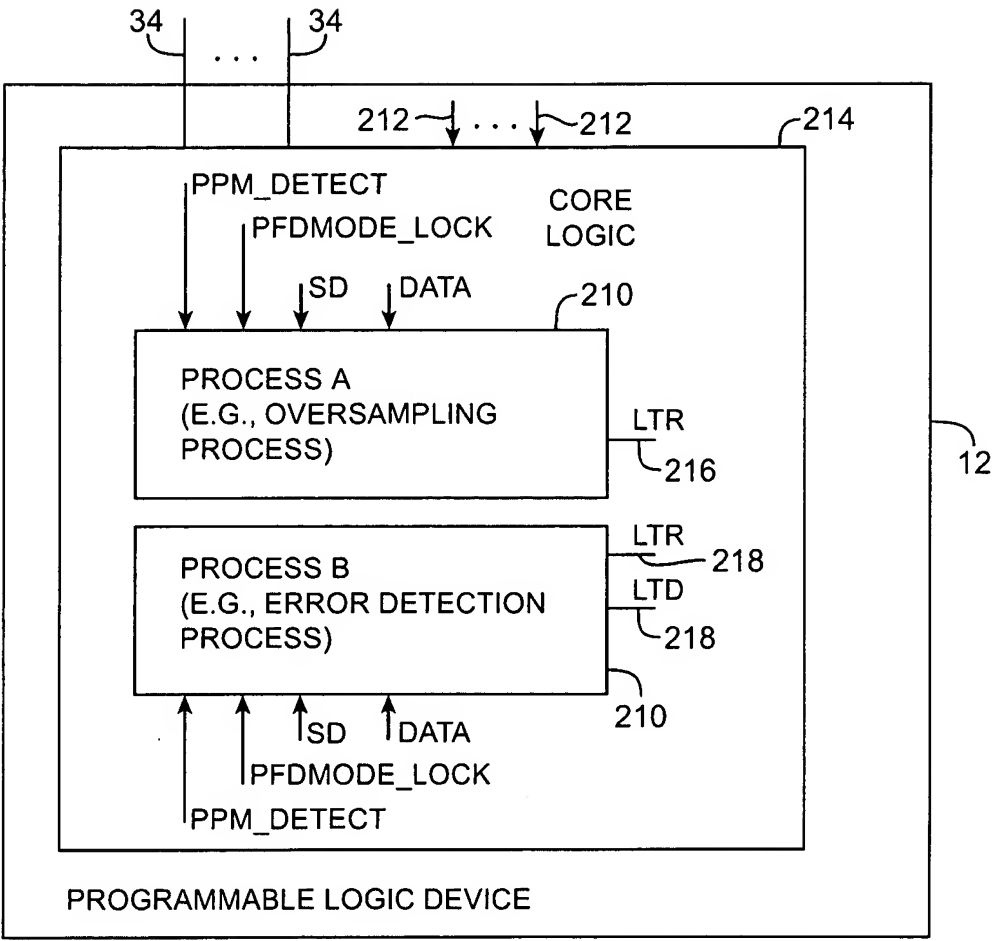 34 . . . 34
212 . . . 212
214
PPM_DETECT
CORE
LOGIC
PFDMODE_LOCK
SD DATA
210
PROCESS A
(E.G., OVERSAMPLING
PROCESS)
LTR
216
12
LTR
218
PROCESS B
(E.G., ERROR DETECTION
PROCESS)
LTD
218
210
SD DATA
PFDMODE_LOCK
PPM_DETECT
PROGRAMMABLE LOGIC DEVICE